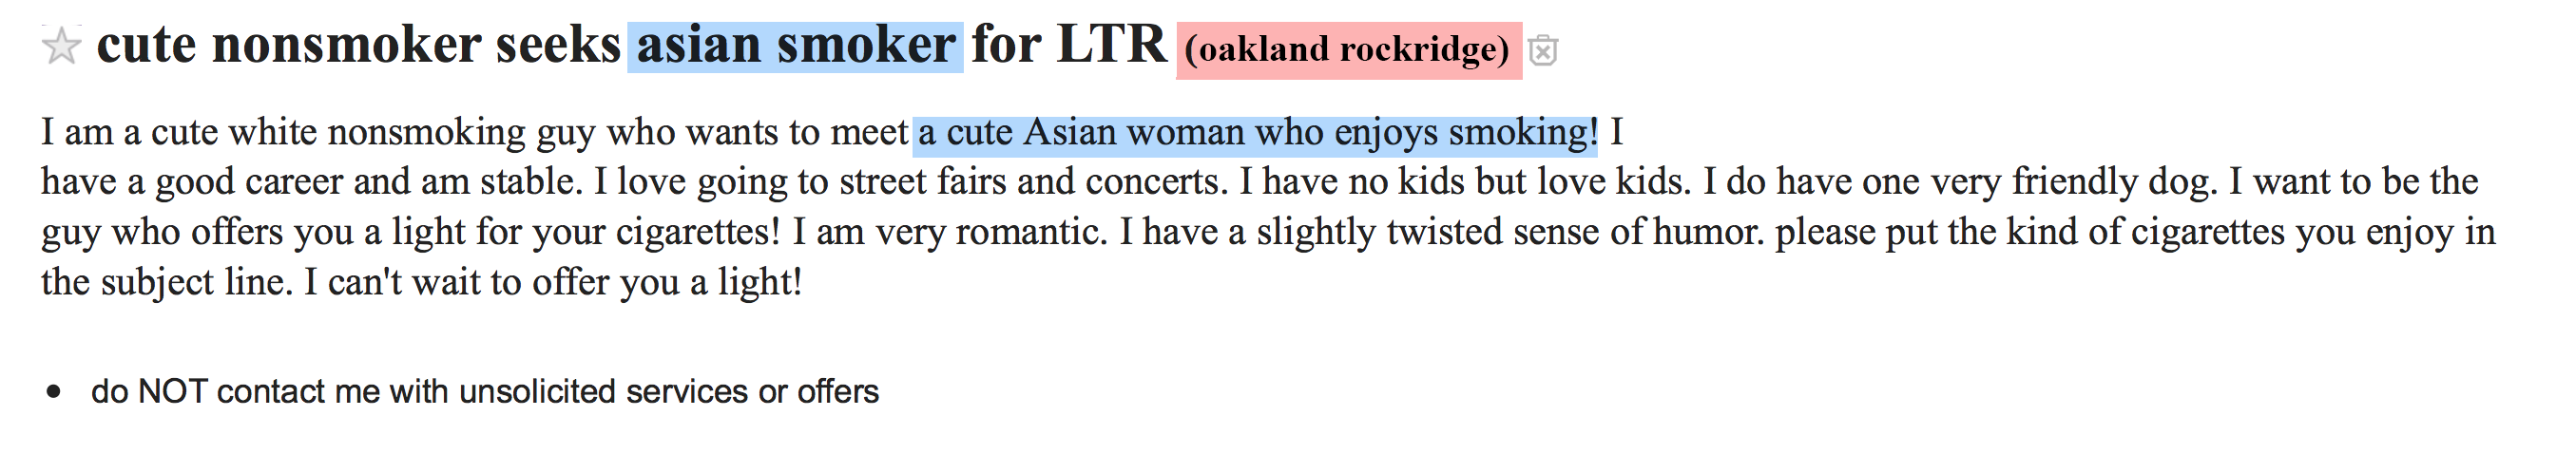 cute nonsmoker seeks asian smoker for LTR (oakland rockridge)
I am a cute white nonsmoking guy who wants to meet a cute Asian woman who enjoys smoking! I
have a good career and am stable. I love going to street fairs and concerts. I have no kids but love kids. I do have one very friendly dog. I want to be the
guy who offers you a light for your cigarettes! I am very romantic. I have a slightly twisted sense of humor. please put the kind of cigarettes you enjoy in
the subject line. I can't wait to offer you a light!
• do NOT contact me with unsolicited services or offers